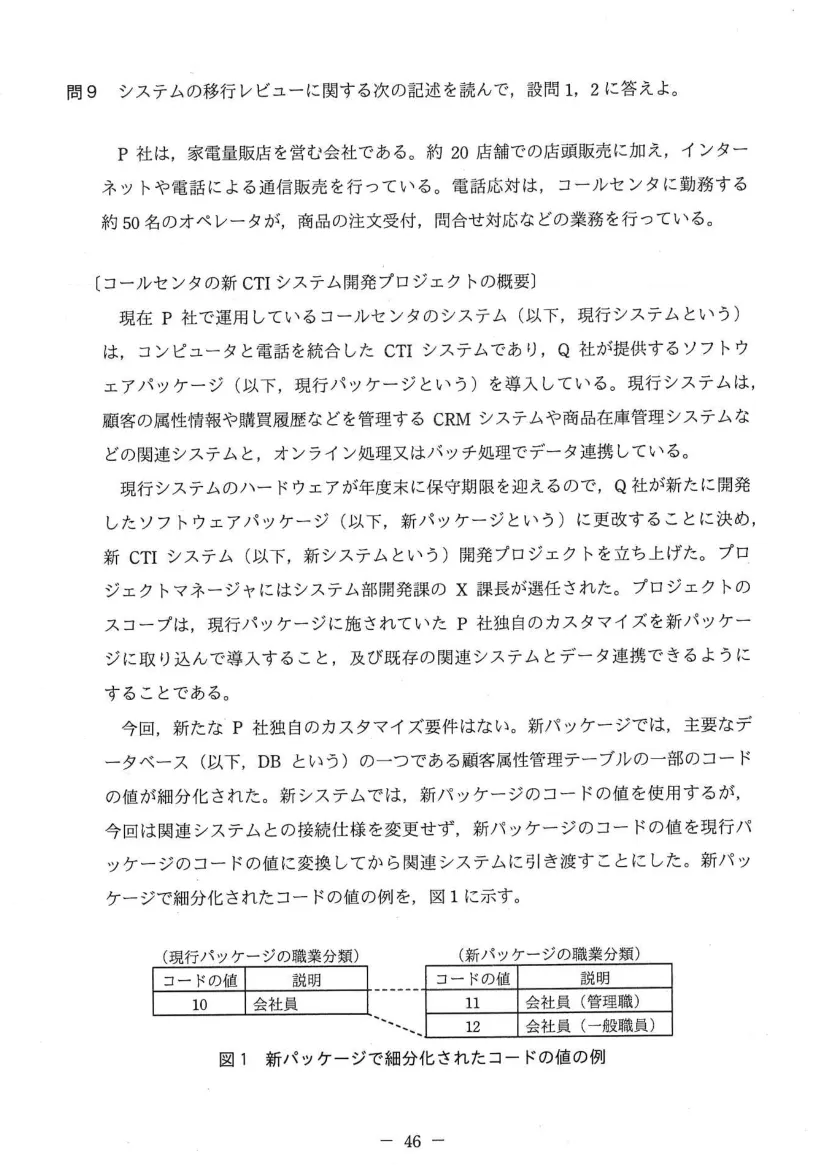 問9 システムの移行レビューに関する次の記述を読んで，設問1，2に答えよ。
P 社は，家電量販店を営む会社である。約 20 店舗での店頭販売に加え，インター
ネットや電話による通信販売を行っている。電話応対は，コールセンタに勤務する
約 50 名のオペレータが，商品の注文受付，問合せ対応などの業務を行っている。
〔コールセンタの新 CTI システム開発プロジェクトの概要〕
現在 P 社で運用しているコールセンタのシステム（以下，現行システムという）
は，コンピュータと電話を統合した CTI システムであり，Q 社が提供するソフトウ
ェアパッケージ（以下，現行パッケージという）を導入している。現行システムは，
顧客の属性情報や購買履歴などを管理する CRM システムや商品在庫管理システムな
どの関連システムと，オンライン処理又はバッチ処理でデータ連携している。
現行システムのハードウェアが年度末に保守期限を迎えるので，Q 社が新たに開発
したソフトウェアパッケージ（以下，新パッケージという）に更改することに決め，
新 CTI システム（以下，新システムという）開発プロジェクトを立ち上げた。プロ
ジェクトマネージャにはシステム部開発課の X 課長が選任された。プロジェクトの
スコープは，現行パッケージに施されていた P 社独自のカスタマイズを新パッケー
ジに取り込んで導入すること，及び既存の関連システムとデータ連携できるように
することである。
今回，新たな P 社独自のカスタマイズ要件はない。新パッケージでは，主要なデ
ータベース（以下，DB という）の一つである顧客属性管理テーブルの一部のコード
の値が細分化された。新システムでは，新パッケージのコードの値を使用するが，
今回は関連システムとの接続仕様を変更せず，新パッケージのコードの値を現行パ
ッケージのコードの値に変換してから関連システムに引き渡すことにした。新パッ
ケージで細分化されたコードの値の例を，図 1 に示す。
（現行パッケージの職業分類） （新パッケージの職業分類）
コードの値 説明 コードの値 説明
10 会社員 11 会社員（管理職）
12 会社員（一般職員）
図 1 新パッケージで細分化されたコードの値の例
－ 46 －